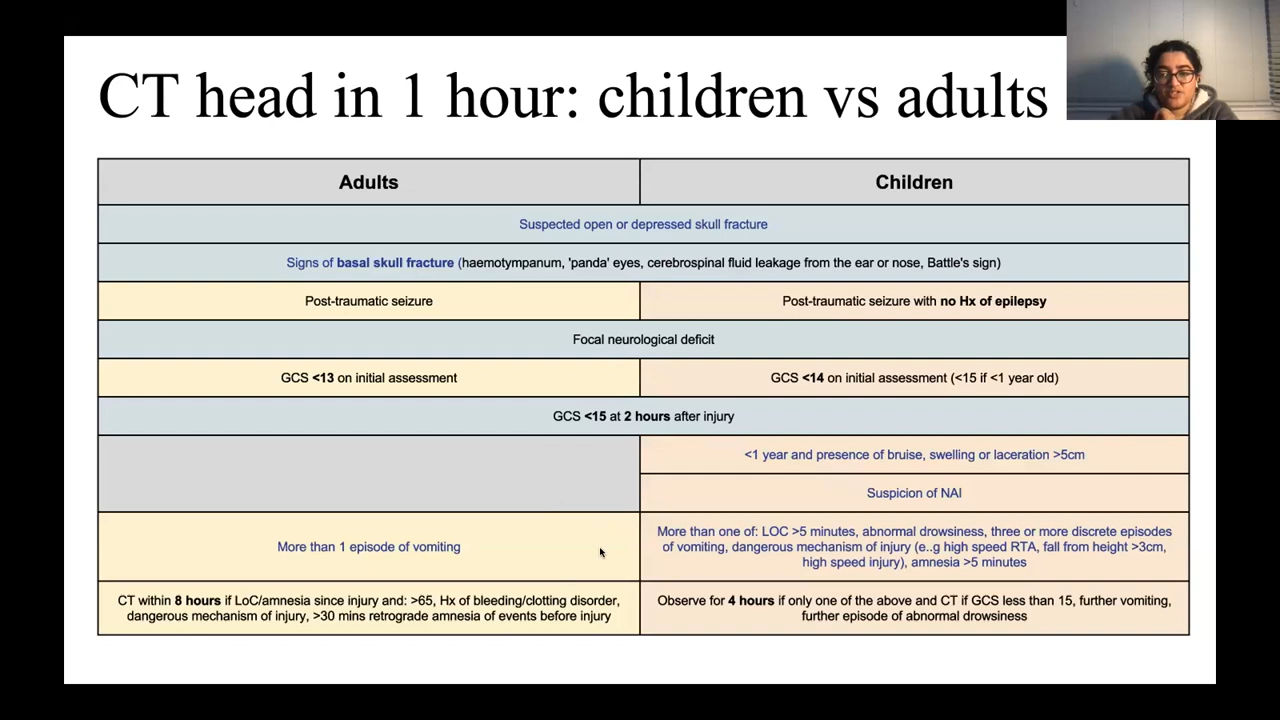 CT head in 1 hour: children vs adults
Adults
Children
Suspected open or depressed skull fracture
Signs of basal skull fracture (haemotympanum, 'panda' eyes, cerebrospinal fluid leakage from the ear or nose, Battle's sign)
Post-traumatic seizure
Post-traumatic seizure with no Hx of epilepsy
Focal neurological deficit
GCS <13 on initial assessment
GCS <14 on initial assessment (<15 if <1 year old)
GCS <15 at 2 hours after injury
<1 year and presence of bruise, swelling or laceration >5cm
Suspicion of NAI
More than 1 episode of vomiting
More than one of: LOC >5 minutes, abnormal drowsiness, three or more discrete episodes
of vomiting, dangerous mechanism of injury (e..g high speed RTA, fall from height >3cm,
high speed injury), amnesia >5 minutes
CT within 8 hours if LoC/amnesia since injury and: >65, Hx of bleeding/clotting disorder,
dangerous mechanism of injury, >30 mins retrograde amnesia of events before injury
Observe for 4 hours if only one of the above and CT if GCS less than 15, further vomiting,
further episode of abnormal drowsiness